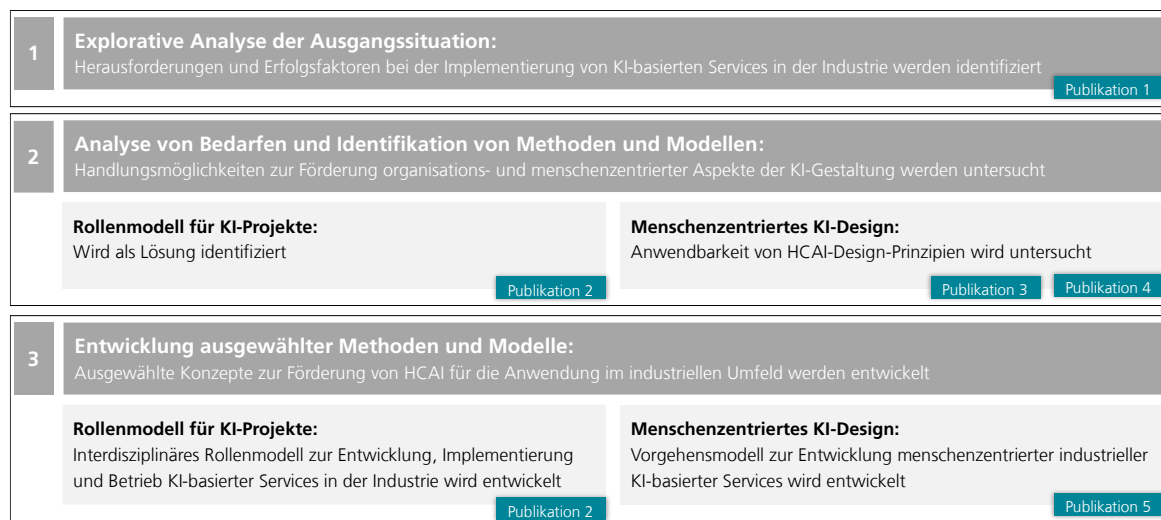 1
Explorative Analyse der Ausgangssituation:
Herausforderungen und Erfolgsfaktoren bei der Implementierung von KI-basierten Services in der Industrie werden identifiziert
Publikation 1
2
Analyse von Bedarfen und Identifikation von Methoden und Modellen:
Handlungsmöglichkeiten zur Förderung organisations- und menschenzentrierter Aspekte der KI-Gestaltung werden untersucht
Rollenmodell für KI-Projekte:
Wird als Lösung identifiziert
Publikation 2
Menschenzentriertes KI-Design:
Anwendbarkeit von HCAI-Design-Prinzipien wird untersucht
Publikation 3
Publikation 4
3
Entwicklung ausgewählter Methoden und Modelle:
Ausgewählte Konzepte zur Förderung von HCAI für die Anwendung im industriellen Umfeld werden entwickelt
Rollenmodell für KI-Projekte:
Interdisziplinäres Rollenmodell zur Entwicklung, Implementierung
und Betrieb KI-basierter Services in der Industrie wird entwickelt
Publikation 2
Menschenzentriertes KI-Design:
Vorgehensmodell zur Entwicklung menschenzentrierter industrieller
KI-basierter Services wird entwickelt
Publikation 5